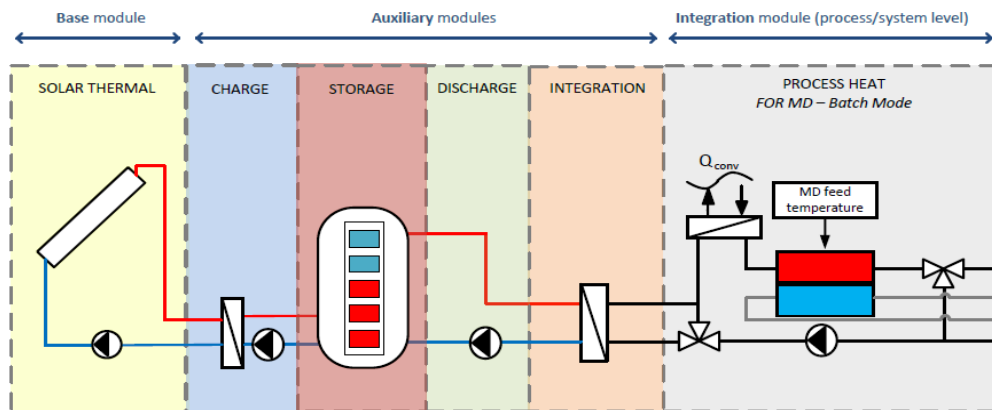 Base module
Auxiliary modules
Integration module (process/system level)
SOLAR THERMAL
CHARGE
STORAGE
DISCHARGE
INTEGRATION
PROCESS HEAT
FOR MD – Batch Mode
Qconv
MD feed
temperature